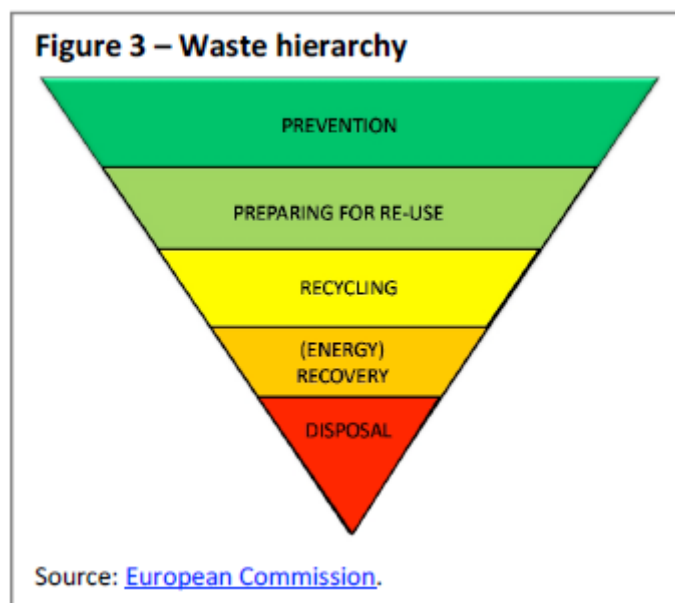 Figure 3 – Waste hierarchy
PREVENTION
PREPARING FOR RE-USE
RECYCLING
(ENERGY)
RECOVERY
DISPOSAL
Source: European Commission.